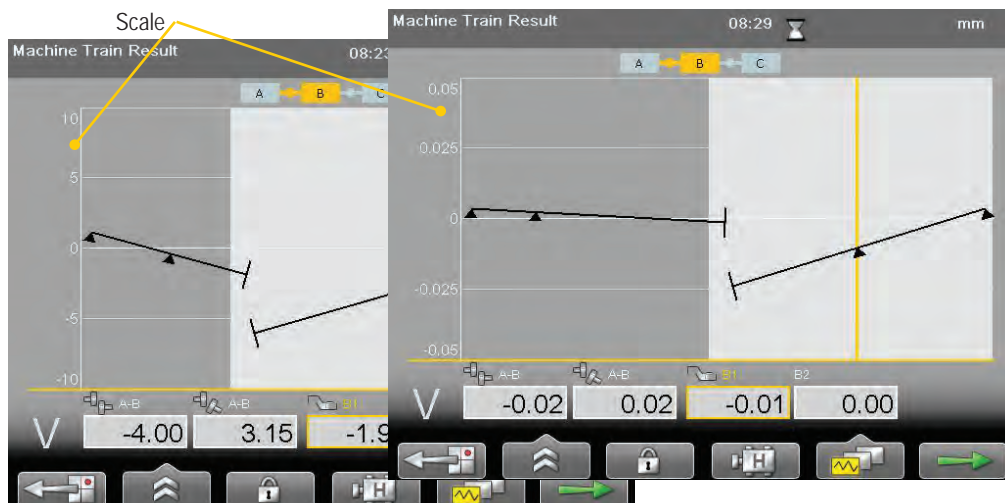 Scale
Machine Train Result 08:23
A B C
10
5
0
-5
-10
A-B A-B B1
V -4.00 3.15 -1.9
H
Machine Train Result 08:29 mm
A B C
0.05
0.025
0
-0.025
-0.05
A-B A-B B1 B2
V -0.02 0.02 -0.01 0.00
H